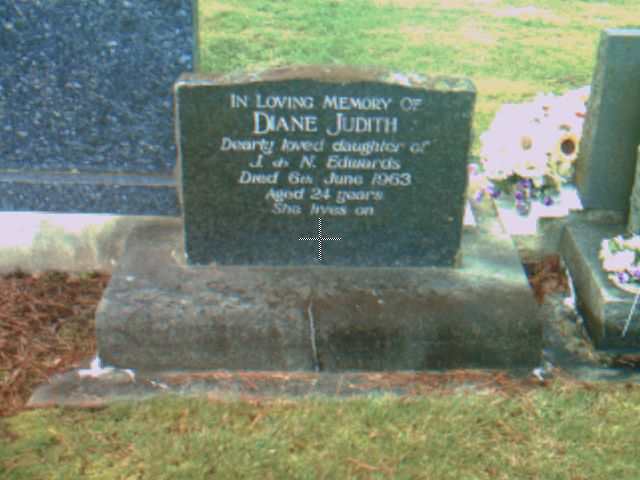 IN LOVING MEMORY OF
DIANE JUDITH
Dearly loved daughter of
J. & N. Edwards
Died 6th June 1963
Aged 24 years
She lives on